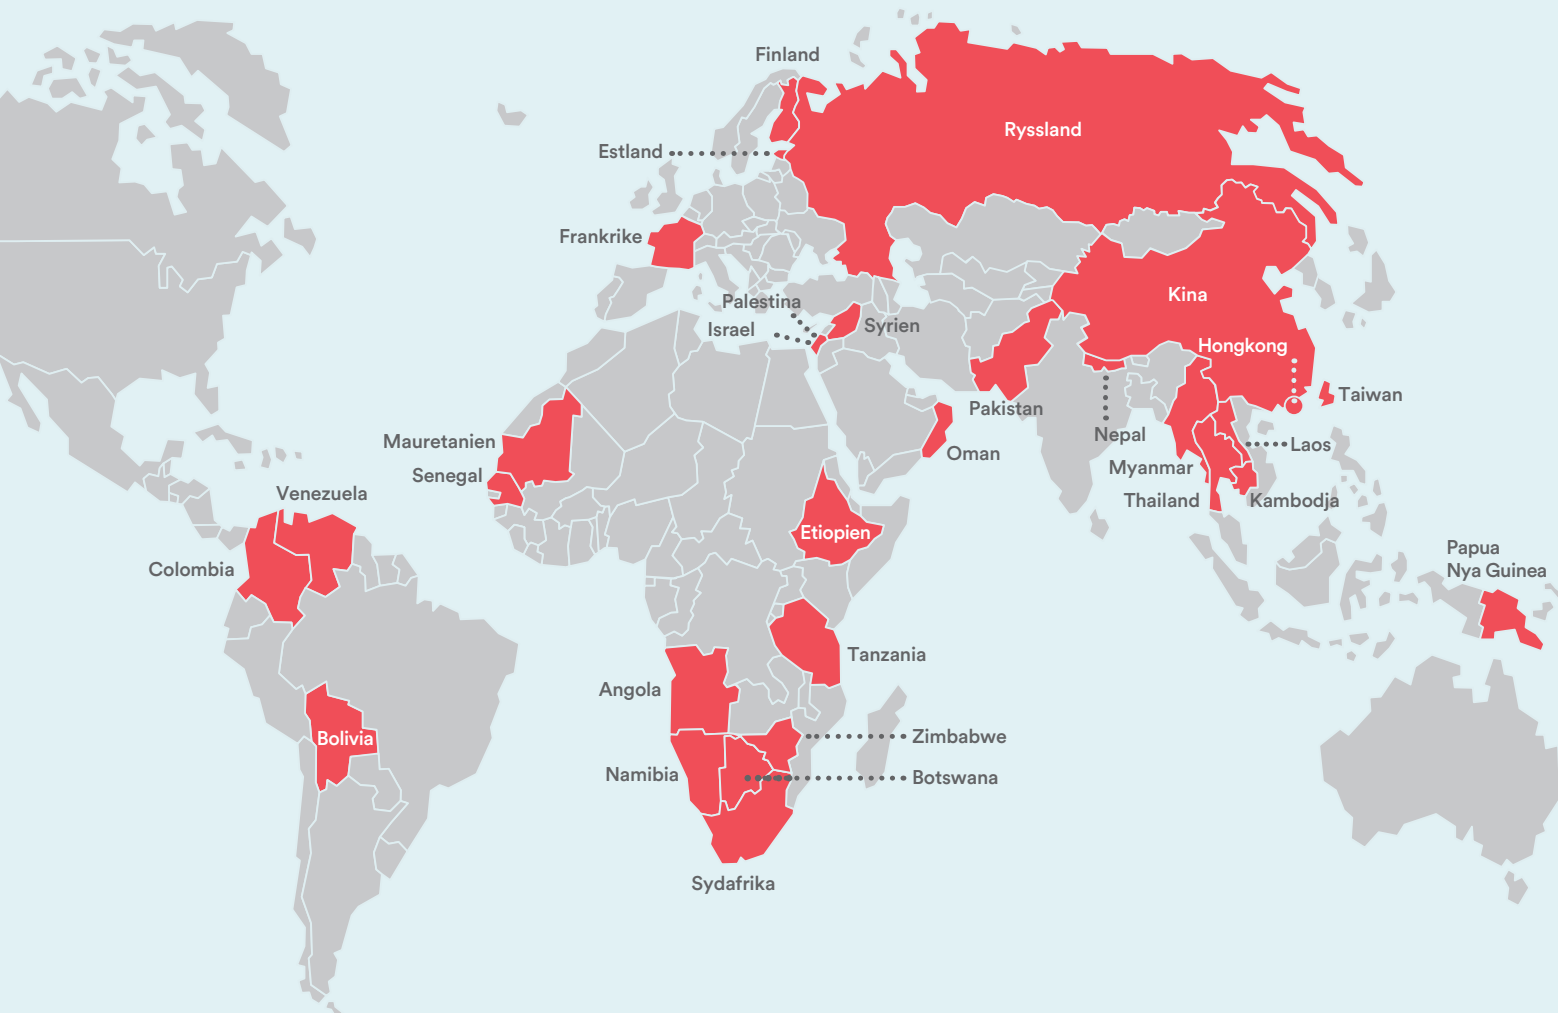 Finland
Ryssland
Estland
Frankrike
Kina
Palestina
Israel
Syrien
Hongkong
Taiwan
Pakistan
Nepal
Mauretanien
Oman
Laos
Senegal
Myanmar
Venezuela
Thailand
Kambodja
Etiopien
Papua
Nya Guinea
Colombia
Tanzania
Angola
Bolivia
Zimbabwe
Namibia
Botswana
Sydafrika